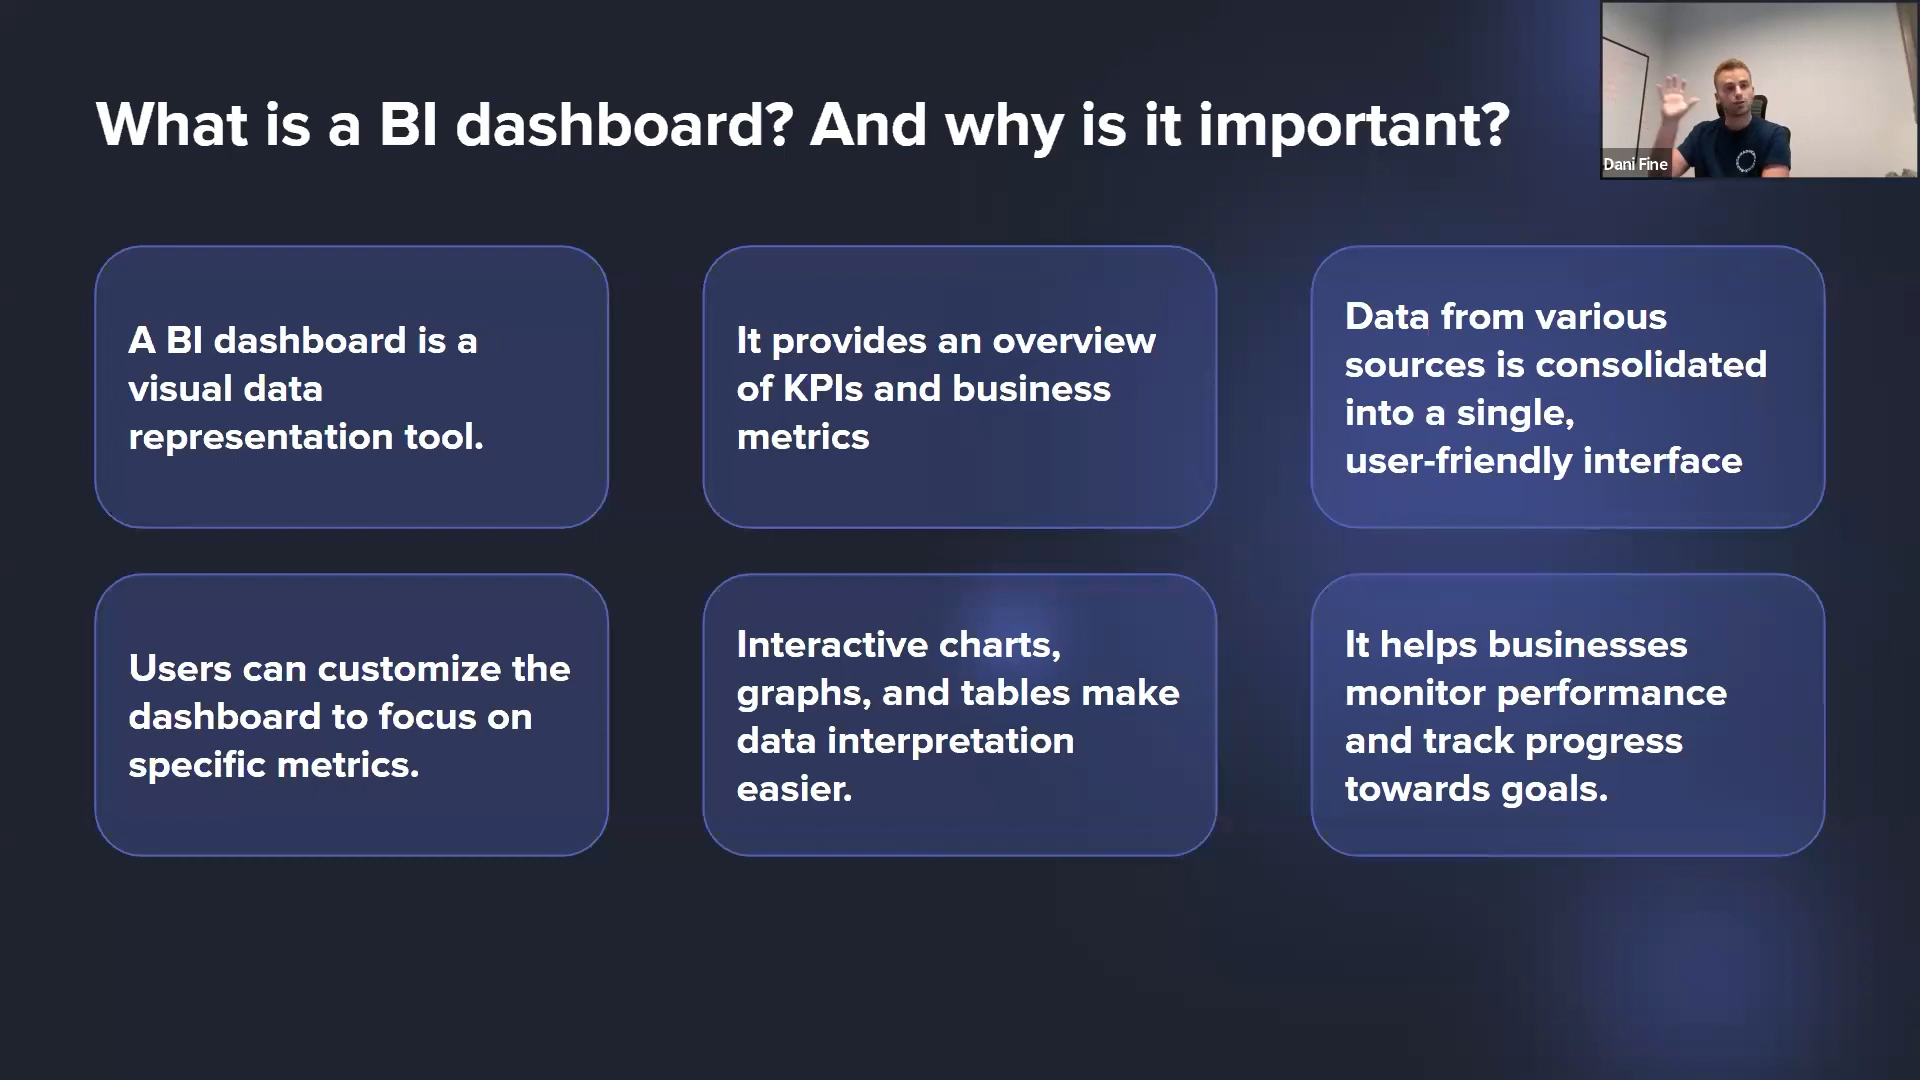 What is a BI dashboard? And why is it important?
Dani Fine
A BI dashboard is a
visual data
representation tool.
It provides an overview
of KPIs and business
metrics
Data from various
sources is consolidated
into a single,
user-friendly interface
Users can customize the
dashboard to focus on
specific metrics.
Interactive charts,
graphs, and tables make
data interpretation
easier.
It helps businesses
monitor performance
and track progress
towards goals.